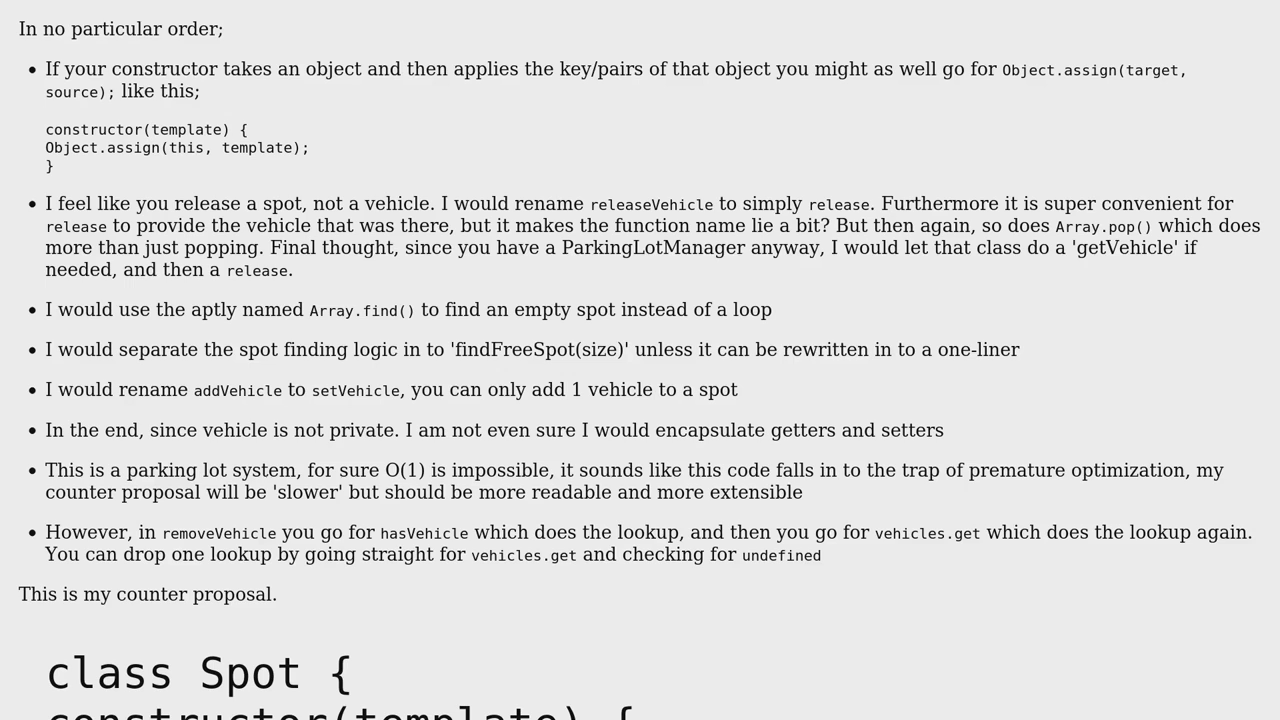 In no particular order;
• If your constructor takes an object and then applies the key/pairs of that object you might as well go for Object.assign(target,
source); like this;
constructor(template) {
Object.assign(this, template);
}
• I feel like you release a spot, not a vehicle. I would rename releaseVehicle to simply release. Furthermore it is super convenient for
release to provide the vehicle that was there, but it makes the function name lie a bit? But then again, so does Array.pop() which does
more than just popping. Final thought, since you have a ParkingLotManager anyway, I would let that class do a 'getVehicle' if
needed, and then a release.
• I would use the aptly named Array.find() to find an empty spot instead of a loop
• I would separate the spot finding logic in to 'findFreeSpot(size)' unless it can be rewritten in to a one-liner
• I would rename addVehicle to setVehicle, you can only add 1 vehicle to a spot
• In the end, since vehicle is not private. I am not even sure I would encapsulate getters and setters
• This is a parking lot system, for sure O(1) is impossible, it sounds like this code falls in to the trap of premature optimization, my
counter proposal will be 'slower' but should be more readable and more extensible
• However, in removeVehicle you go for hasVehicle which does the lookup, and then you go for vehicles.get which does the lookup again.
You can drop one lookup by going straight for vehicles.get and checking for undefined
This is my counter proposal.
class Spot {
constructor(template) {